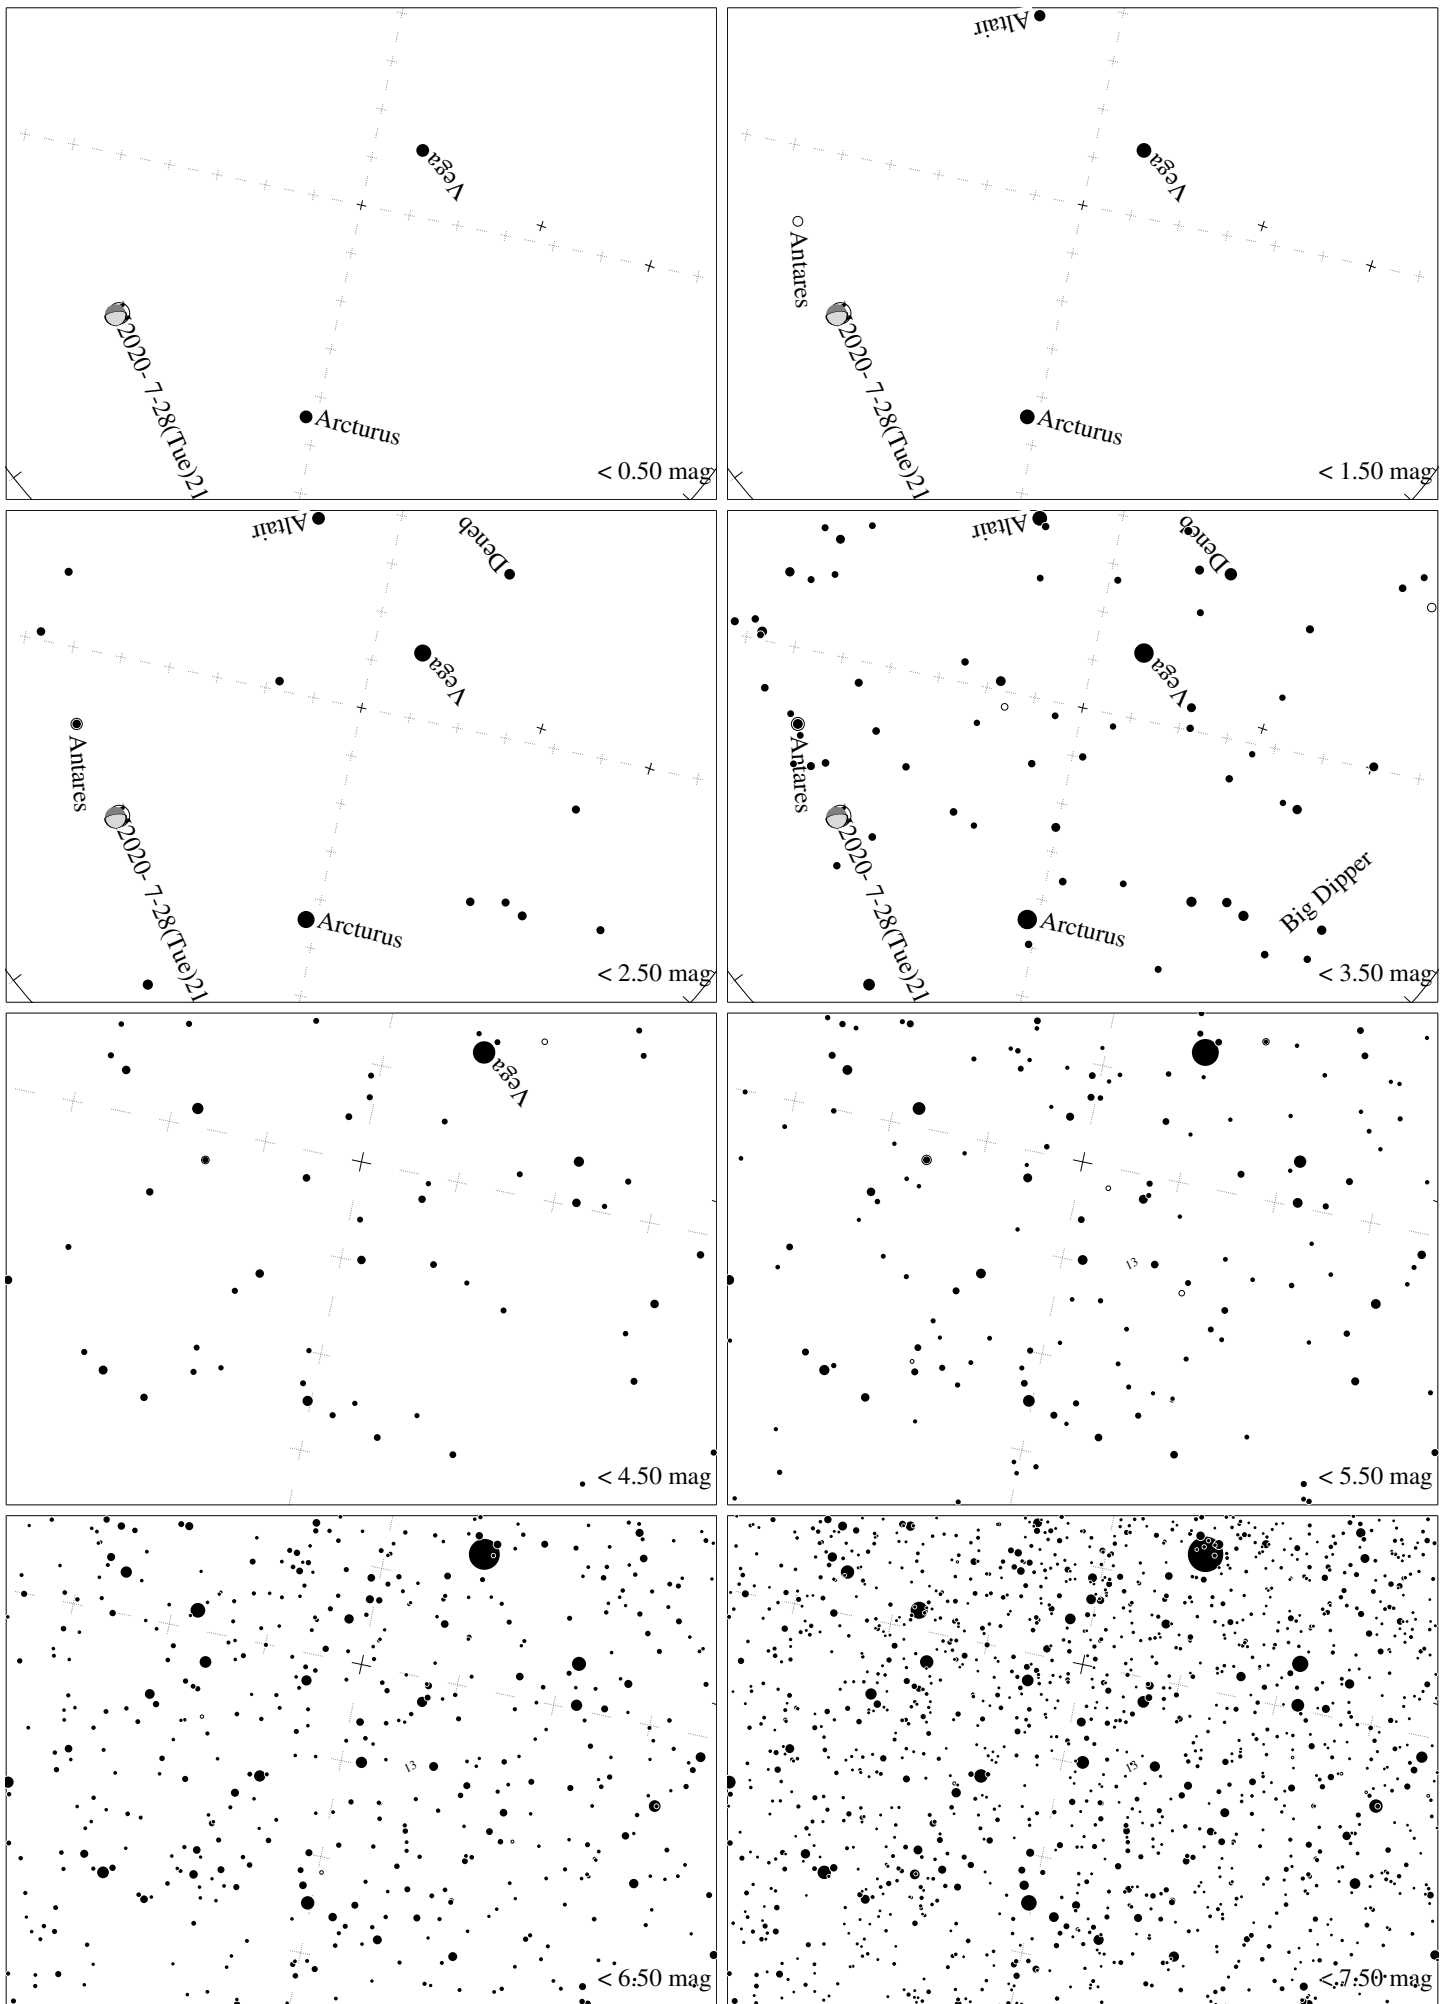 Vega
2020- 7-28(Tue)21
Arcturus
< 0.50 mag
Altair
Vega
Antares
2020- 7-28(Tue)21
Arcturus
< 1.50 mag
Altair
Deneb
Vega
Antares
2020- 7-28(Tue)21
Arcturus
< 2.50 mag
Altair
Deneb
Vega
Antares
2020- 7-28(Tue)21
Big Dipper
Arcturus
< 3.50 mag
Vega
< 4.50 mag
13
< 5.50 mag
13
< 6.50 mag
13
< 7.50 mag